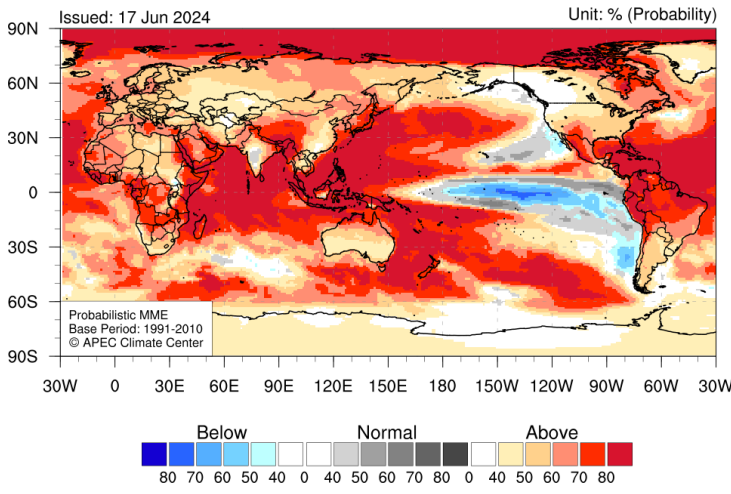 Issued: 17 Jun 2024 Unit: % (Probability)
90N
60N
30N
0
30S
60S
90S
Probabilistic MME
Base Period: 1991-2010
© APEC Climate Center
30W 0 30E 60E 90E 120E 150E 180 150W 120W 90W 60W 30W
Below Normal Above
80 70 60 50 40 0 40 50 60 70 80 0 40 50 60 70 80